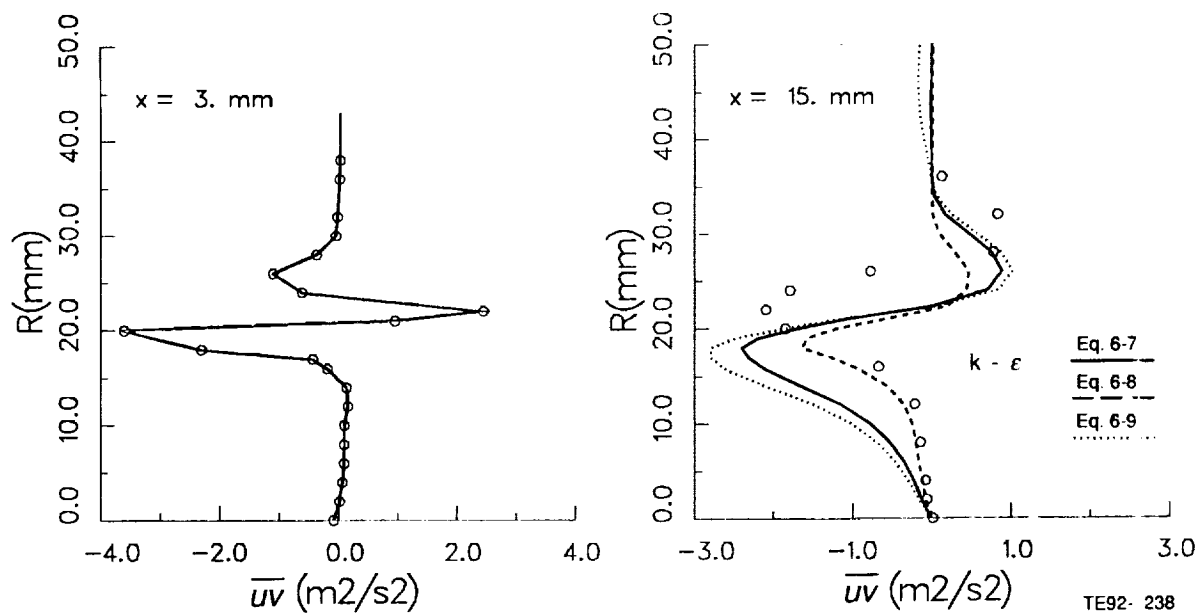 50.0
40.0
30.0
20.0
10.0
0.0
R(mm)
x = 3. mm
-4.0 -2.0 0.0 2.0 4.0
uv (m2/s2)
50.0
40.0
30.0
20.0
10.0
0.0
R(mm)
x = 15. mm
k - ε
Eq. 6-7
Eq. 6-8
Eq. 6-9
-3.0 -1.0 1.0 3.0
uv (m2/s2)
TE92- 238